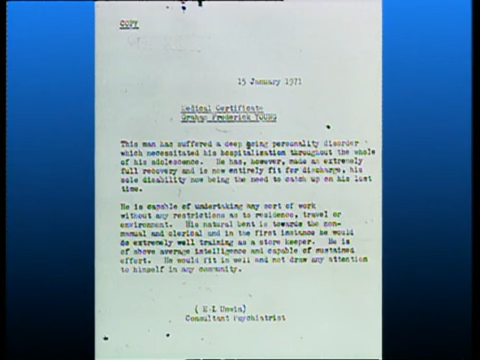 COPY
15 January 1971
Medical Certificate
Graham Frederick YOUNG
This man has suffered a deep going personality disorder
which necessitated his hospitalisation throughout the whole
of his adolescence. He has, however, made an extremely
full recovery and is now entirely fit for discharge, his
sole disability now being the need to catch up on his lost
time.
He is capable of undertaking any sort of work
without any restrictions as to residence, travel or
environment. His natural bent is towards the non-
manual and clerical and in the first instance he would
do extremely well training as a store keeper. He is
of above average intelligence and capable of sustained
effort. He would fit in well and not draw any attention
to himself in any community.
(E L Unwin)
Consultant Psychiatrist